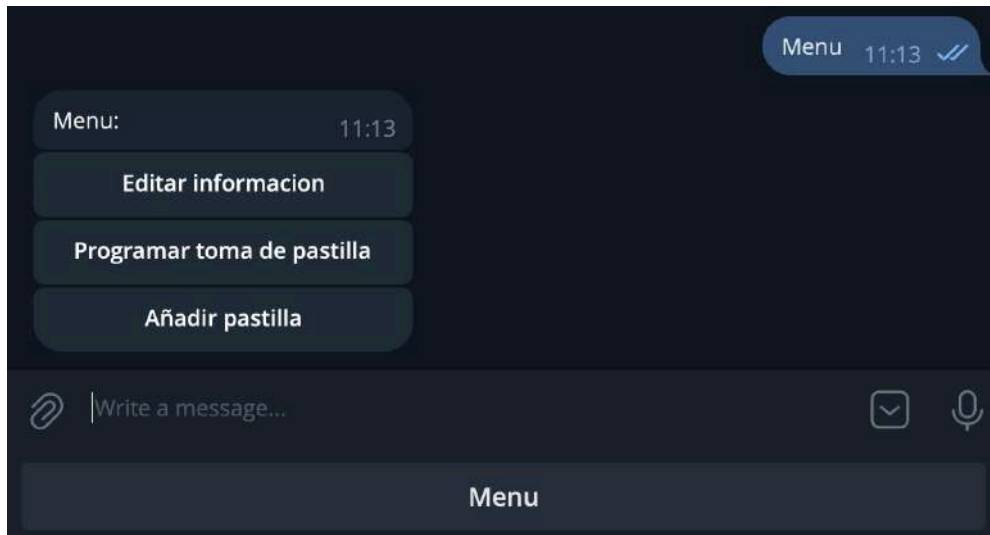 Menu 11:13
Menu: 11:13
Editar informacion
Programar toma de pastilla
Añadir pastilla
Write a message...
Menu